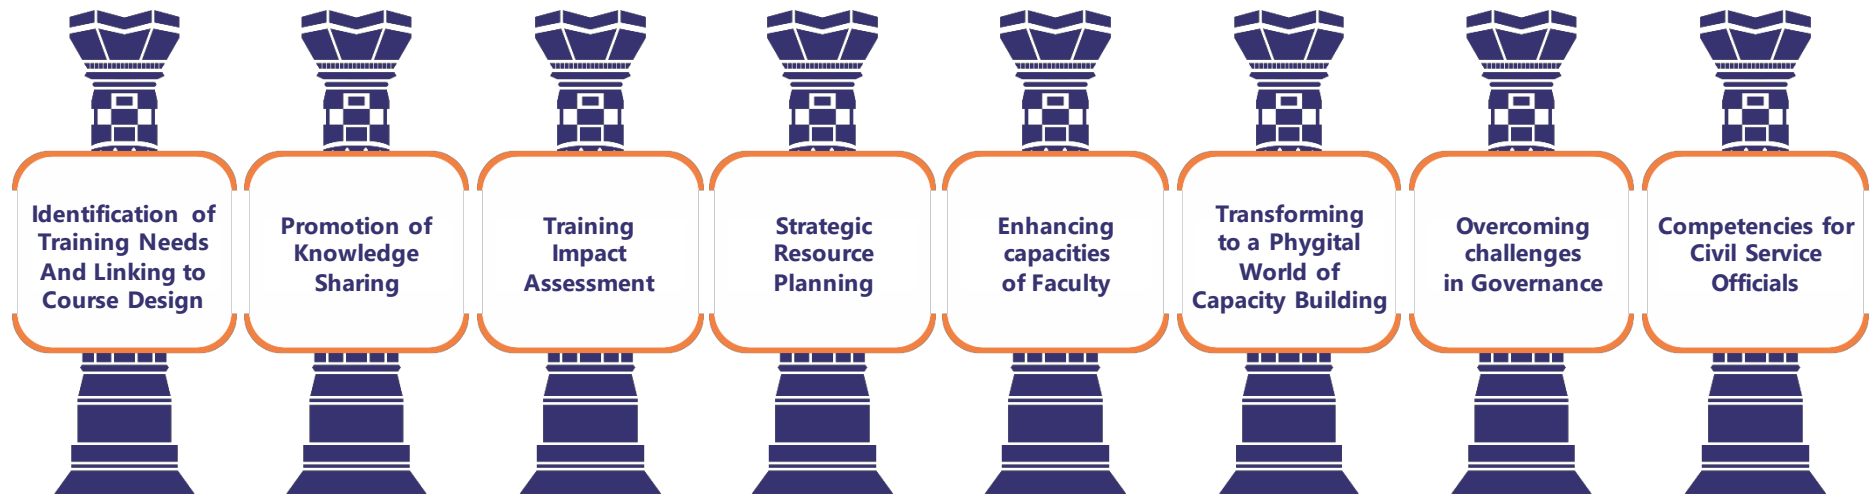 Identification of
Training Needs
And Linking to
Course Design
Promotion of
Knowledge
Sharing
Training
Impact
Assessment
Strategic
Resource
Planning
Enhancing
capacities
of Faculty
Transforming
to a Phygital
World of
Capacity Building
Overcoming
challenges
in Governance
Competencies for
Civil Service
Officials